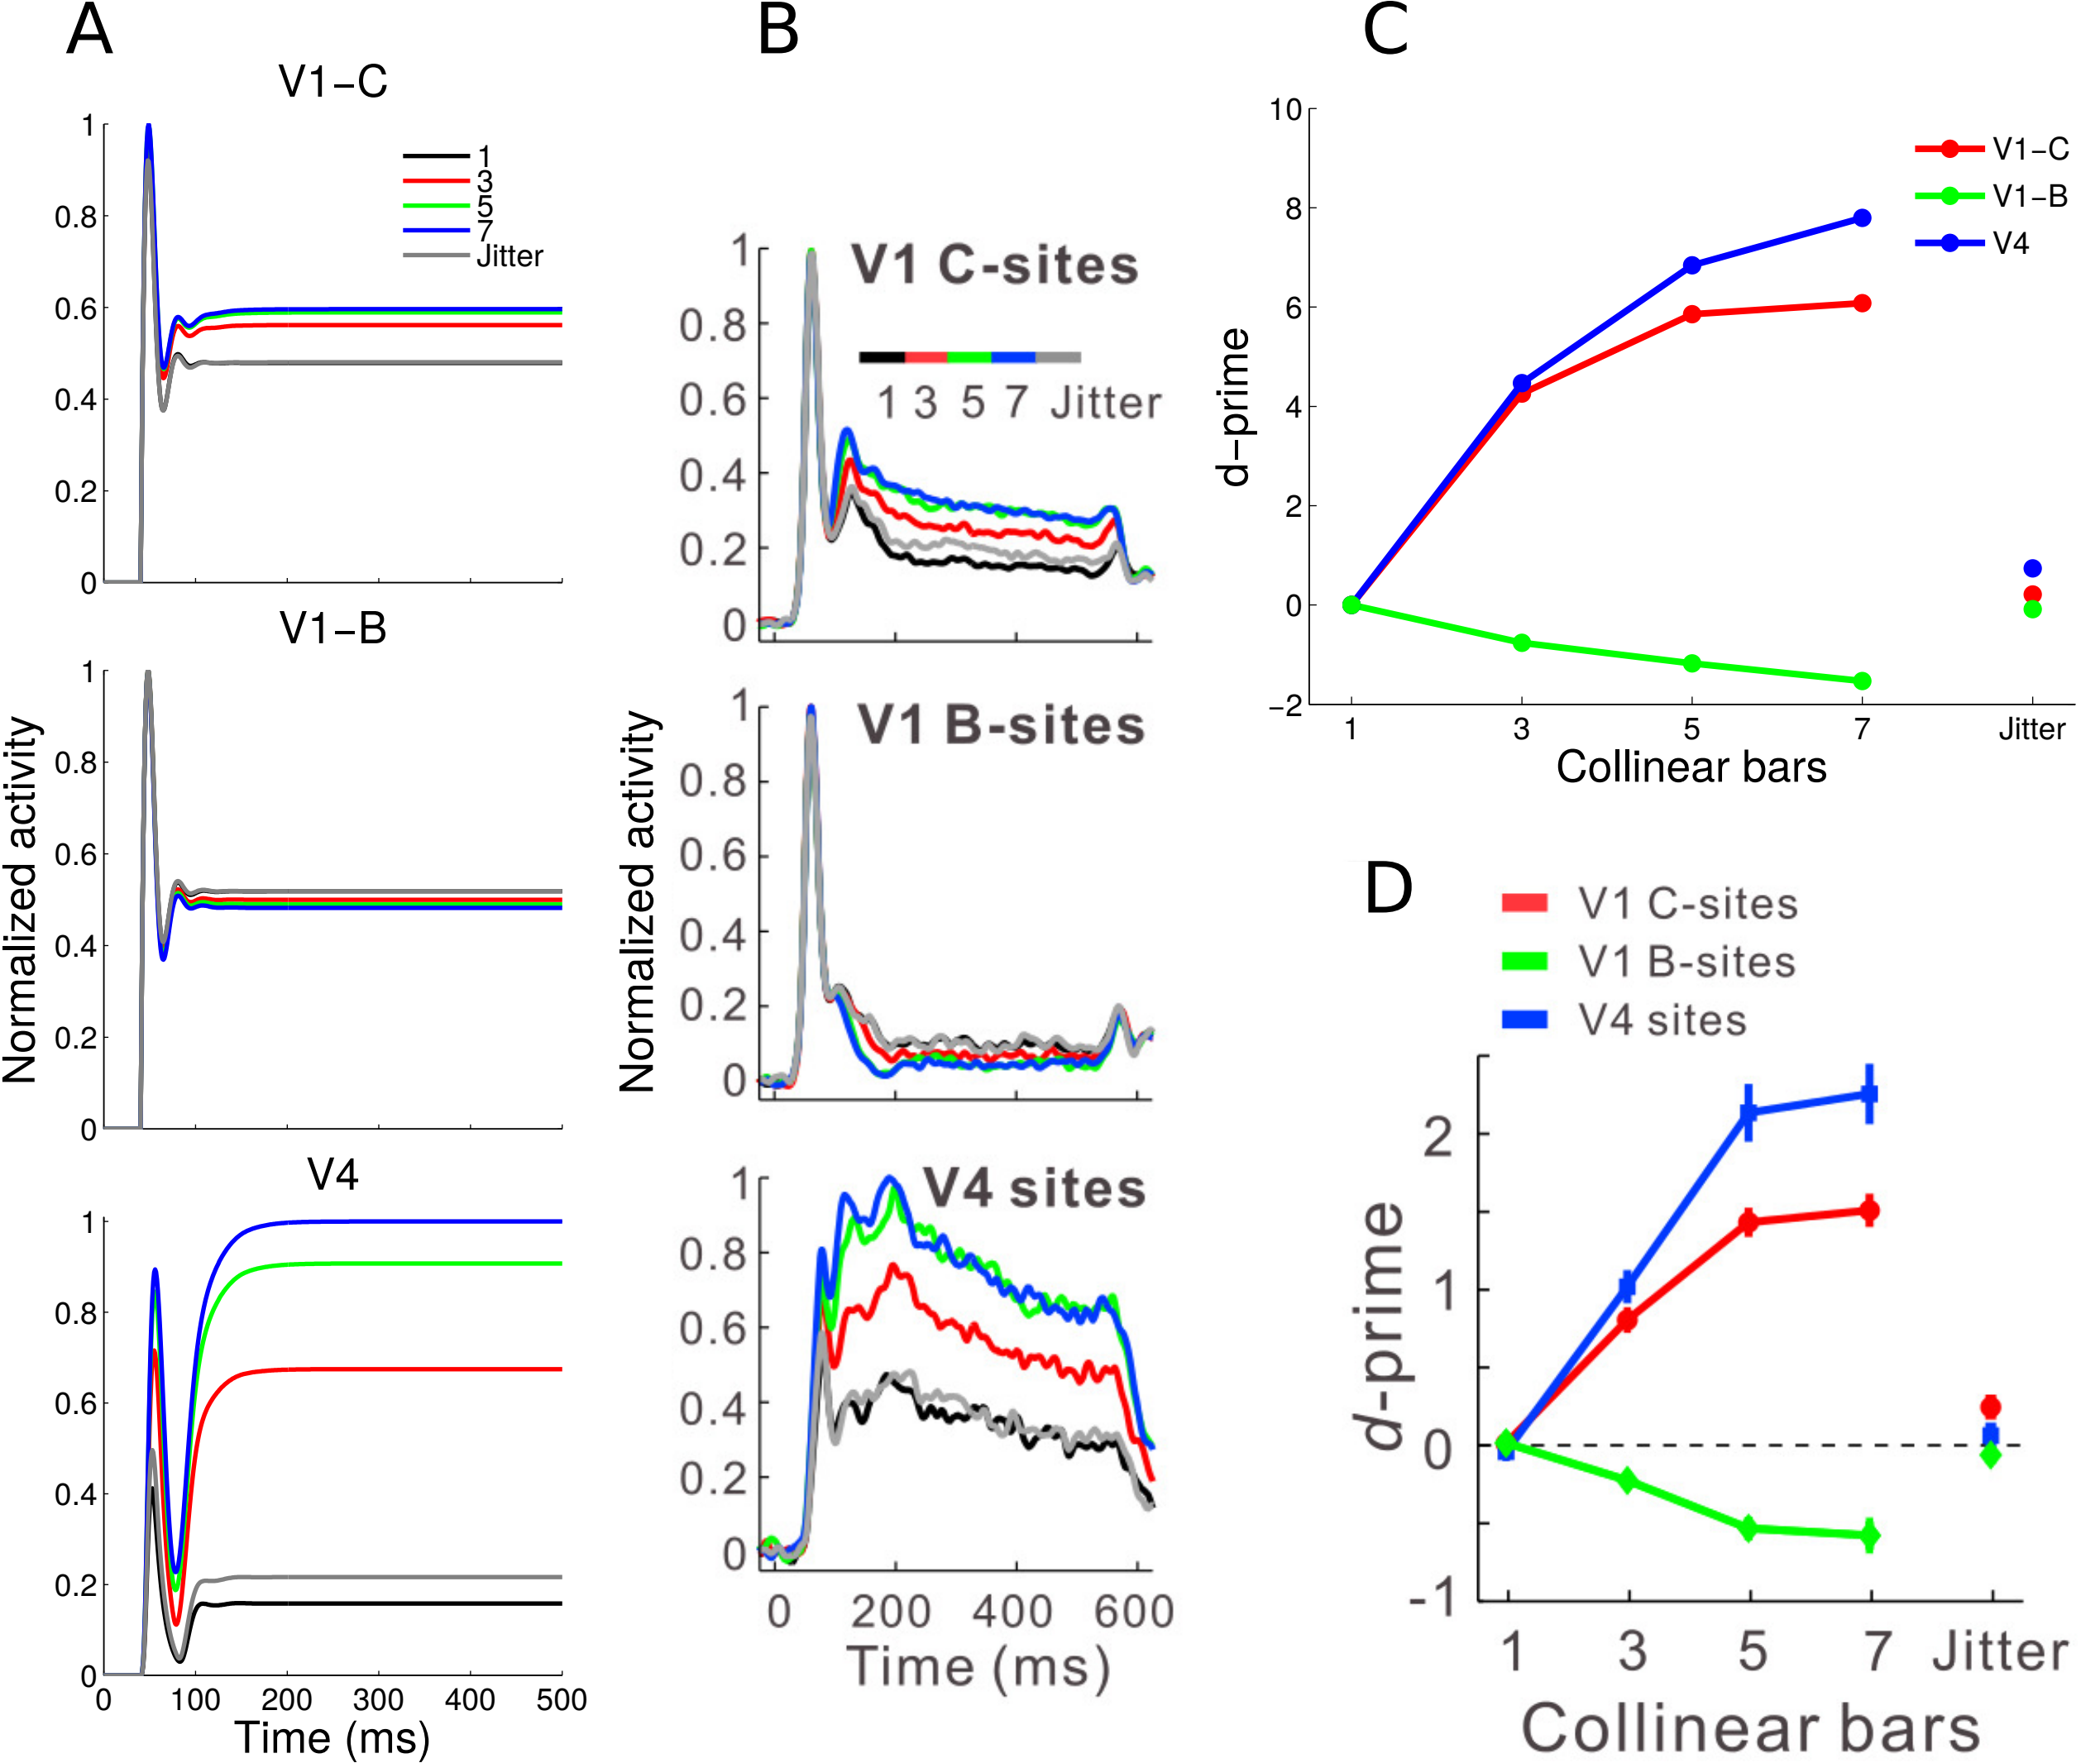 A
V1−C
1
0.8
0.6
0.4
0.2
0
1
3
5
7
Jitter
V1−B
1
0.8
0.6
0.4
0.2
0
Normalized activity
V4
1
0.8
0.6
0.4
0.2
0
0 100 200 300 400 500
Time (ms)
B
V1 C-sites
1
0.8
0.6
0.4
0.2
0
1 3 5 7 Jitter
V1 B-sites
1
0.8
0.6
0.4
0.2
0
Normalized activity
V4 sites
1
0.8
0.6
0.4
0.2
0
0 200 400 600
Time (ms)
C
10
8
6
4
2
0
−2
d−prime
V1−C
V1−B
V4
1 3 5 7 Jitter
Collinear bars
D
V1 C-sites
V1 B-sites
V4 sites
2
1
0
-1
d-prime
1 3 5 7 Jitter
Collinear bars